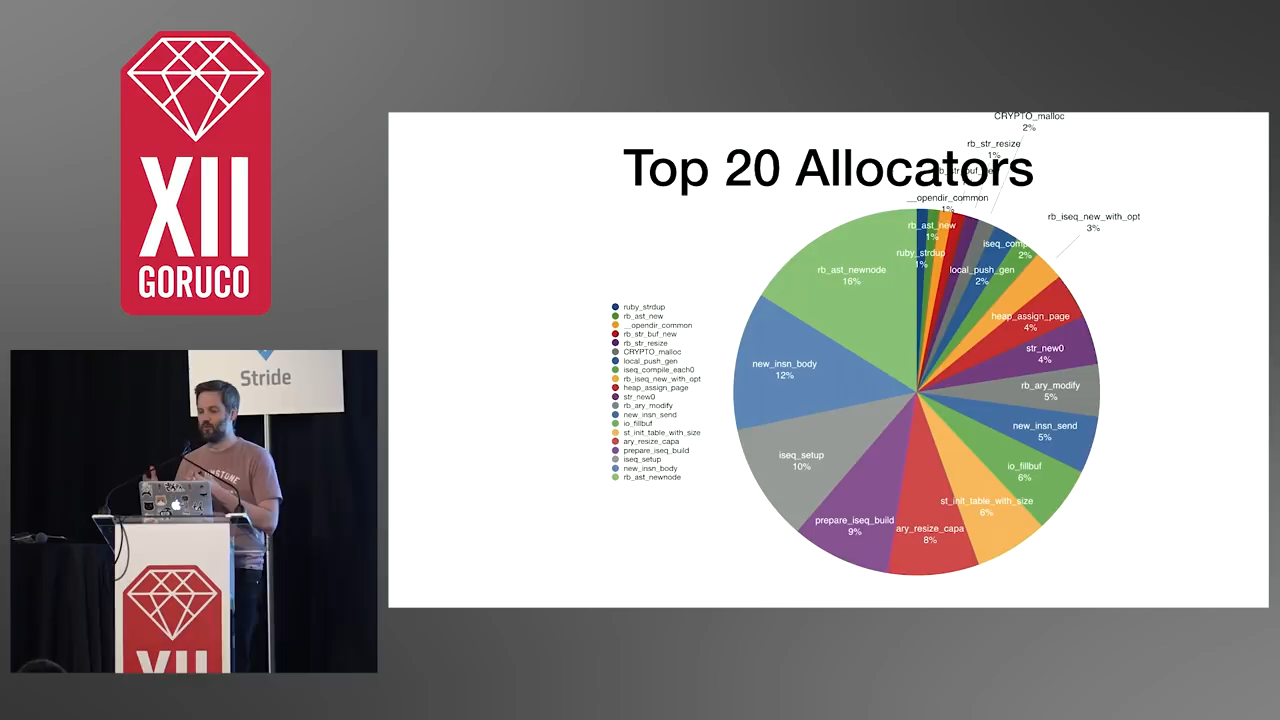 XII
GORUCO
Stride
XII
Top 20 Allocators
CRYPTO_malloc
2%
rb_str_resize
1%
__opendir_common
1%
rb_ast_new
1%
ruby_strdup
1%
rb_iseq_new_with_opt
3%
2%
local_push_gen
2%
heap_assign_page
4%
str_new0
4%
rb_ary_modify
5%
new_insn_send
5%
io_fillbuf
6%
st_init_table_with_size
6%
ary_resize_capa
8%
prepare_iseq_build
9%
iseq_setup
10%
new_insn_body
12%
rb_ast_newnode
16%
ruby_strdup
rb_ast_new
__opendir_common
rb_str_buf_new
rb_str_resize
CRYPTO_malloc
local_push_gen
iseq_compile_each0
rb_iseq_new_with_opt
heap_assign_page
str_new0
rb_ary_modify
new_insn_send
io_fillbuf
st_init_table_with_size
ary_resize_capa
prepare_iseq_build
iseq_setup
new_insn_body
rb_ast_newnode